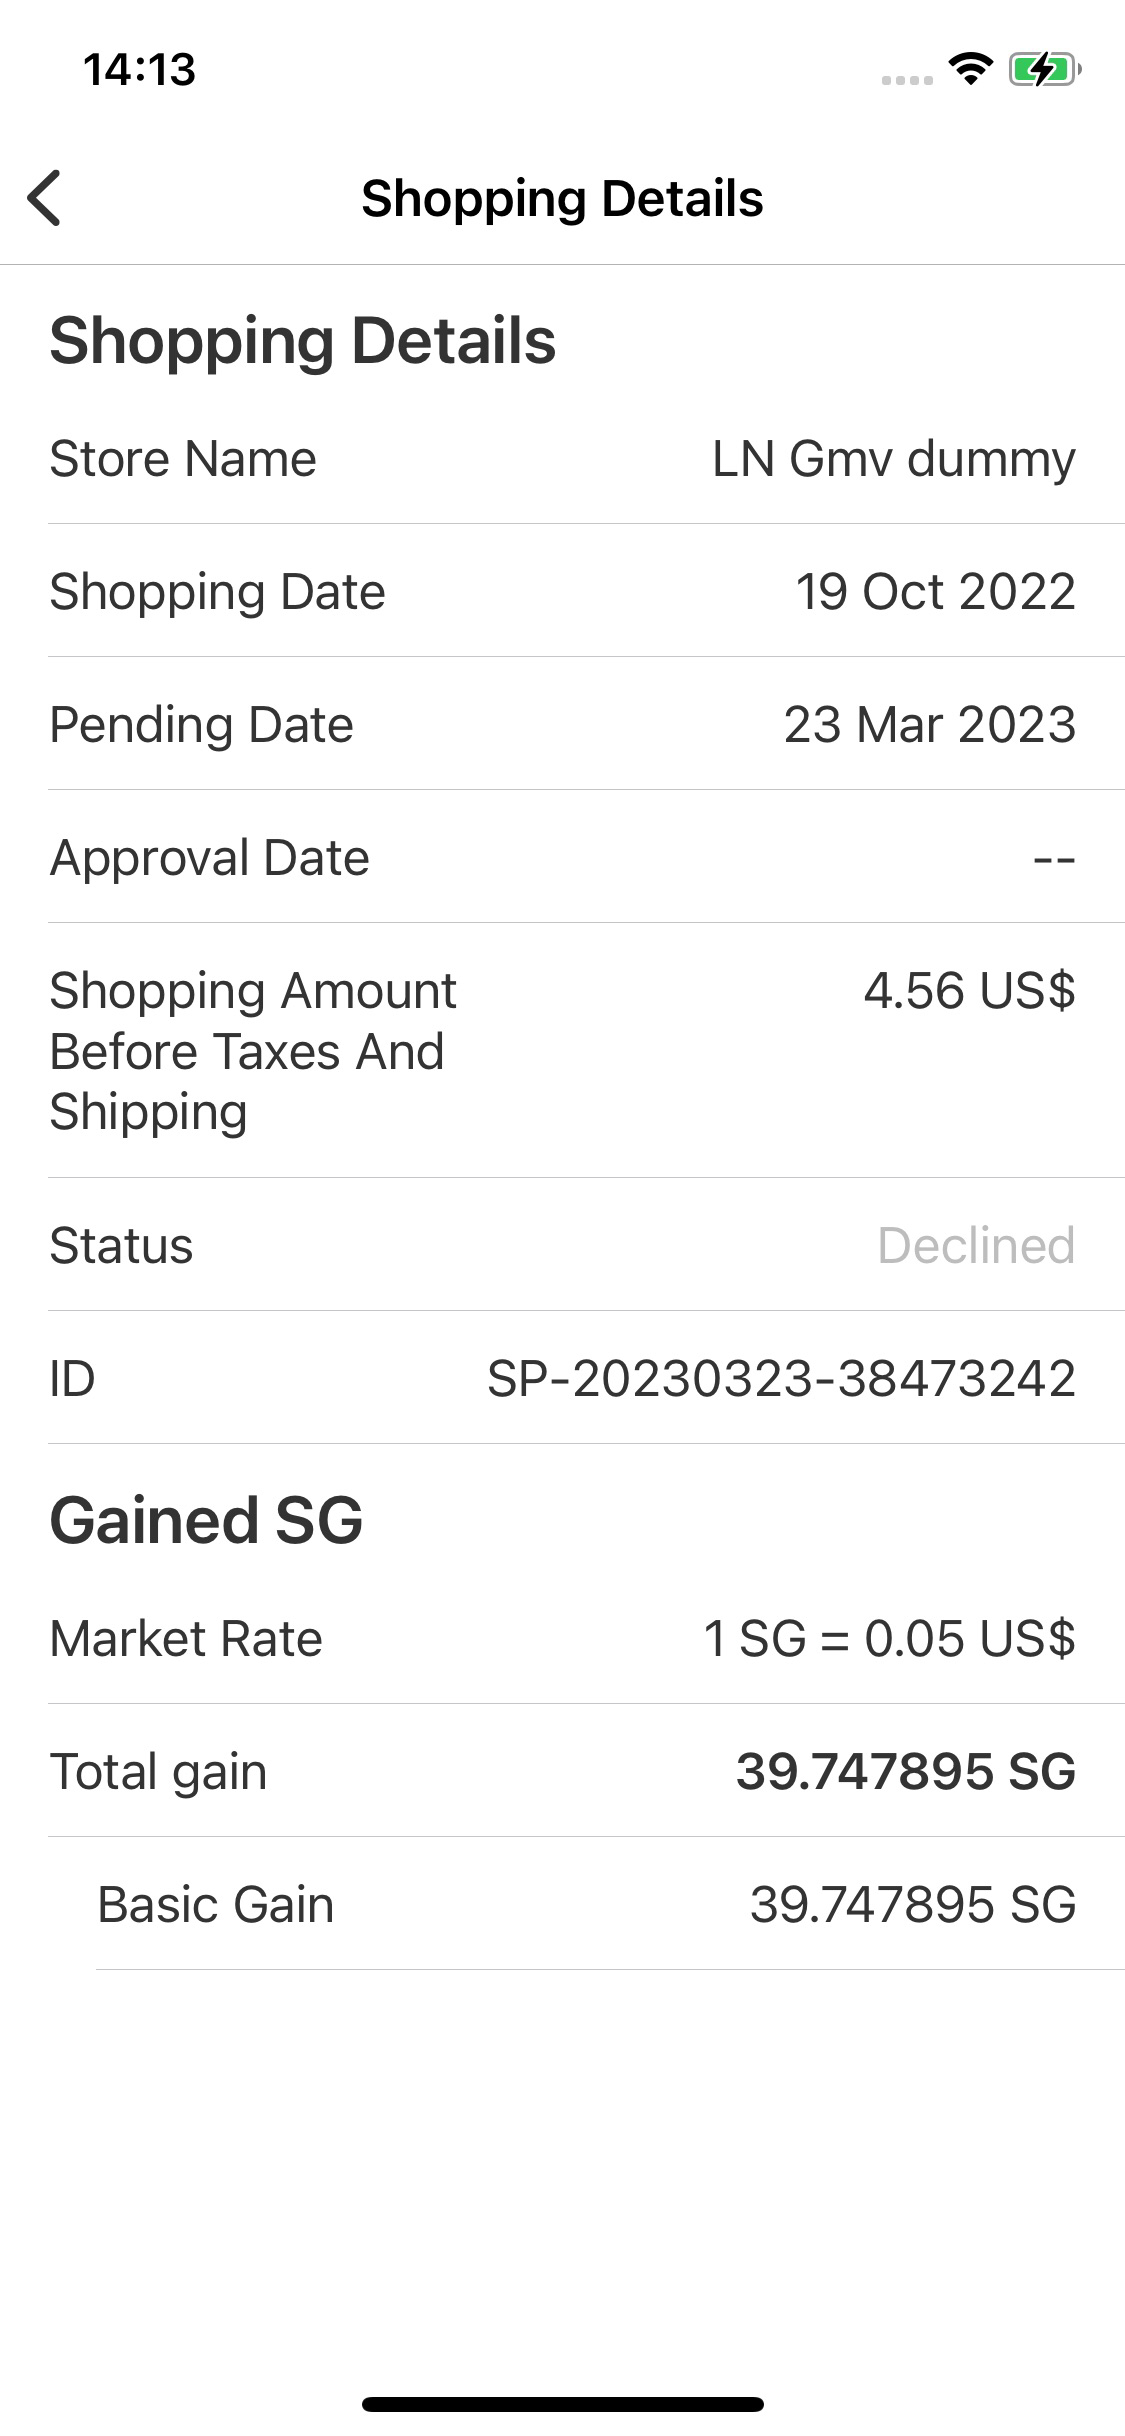 14:13
Shopping Details
Shopping Details
Store Name LN Gmv dummy
Shopping Date 19 Oct 2022
Pending Date 23 Mar 2023
Approval Date --
Shopping Amount 4.56 US$
Before Taxes And
Shipping
Status Declined
ID SP-20230323-38473242
Gained SG
Market Rate 1 SG = 0.05 US$
Total gain 39.747895 SG
Basic Gain 39.747895 SG